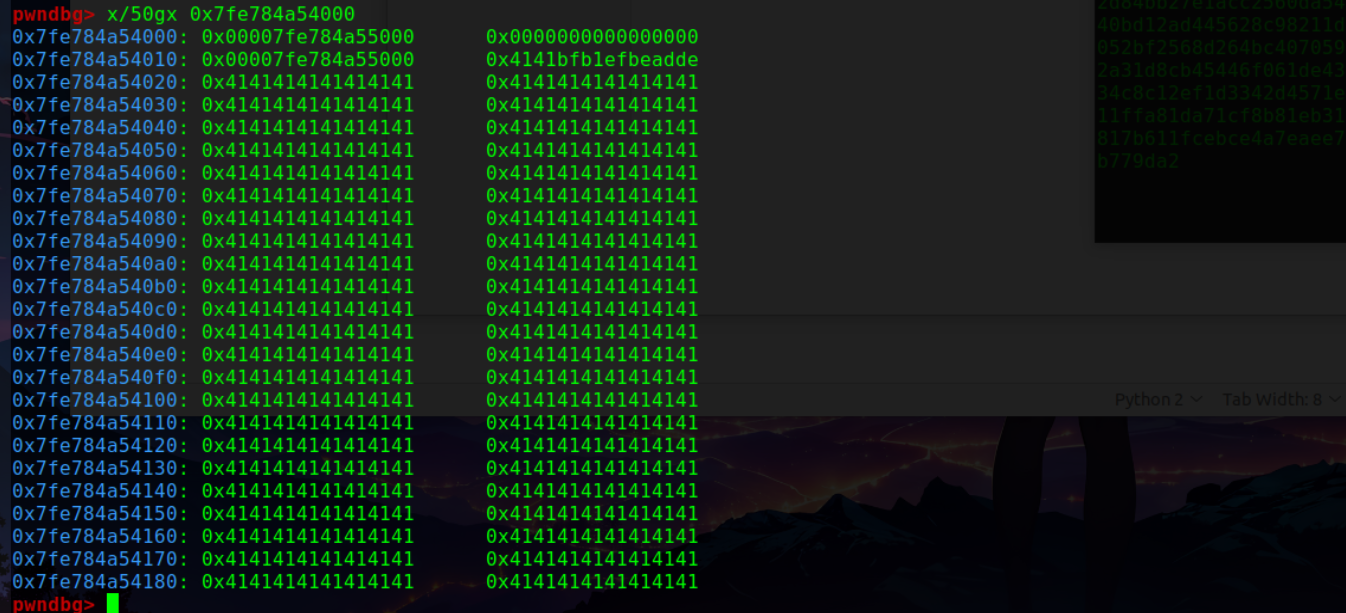 pwndbg> x/50gx 0x7fe784a54000
0x7fe784a54000: 0x00007fe784a55000 0x0000000000000000
0x7fe784a54010: 0x00007fe784a55000 0x4141bfb1efbeadde
0x7fe784a54020: 0x4141414141414141 0x4141414141414141
0x7fe784a54030: 0x4141414141414141 0x4141414141414141
0x7fe784a54040: 0x4141414141414141 0x4141414141414141
0x7fe784a54050: 0x4141414141414141 0x4141414141414141
0x7fe784a54060: 0x4141414141414141 0x4141414141414141
0x7fe784a54070: 0x4141414141414141 0x4141414141414141
0x7fe784a54080: 0x4141414141414141 0x4141414141414141
0x7fe784a54090: 0x4141414141414141 0x4141414141414141
0x7fe784a540a0: 0x4141414141414141 0x4141414141414141
0x7fe784a540b0: 0x4141414141414141 0x4141414141414141
0x7fe784a540c0: 0x4141414141414141 0x4141414141414141
0x7fe784a540d0: 0x4141414141414141 0x4141414141414141
0x7fe784a540e0: 0x4141414141414141 0x4141414141414141
0x7fe784a540f0: 0x4141414141414141 0x4141414141414141
0x7fe784a54100: 0x4141414141414141 0x4141414141414141
0x7fe784a54110: 0x4141414141414141 0x4141414141414141
0x7fe784a54120: 0x4141414141414141 0x4141414141414141
0x7fe784a54130: 0x4141414141414141 0x4141414141414141
0x7fe784a54140: 0x4141414141414141 0x4141414141414141
0x7fe784a54150: 0x4141414141414141 0x4141414141414141
0x7fe784a54160: 0x4141414141414141 0x4141414141414141
0x7fe784a54170: 0x4141414141414141 0x4141414141414141
0x7fe784a54180: 0x4141414141414141 0x4141414141414141
pwndbg>
40bd12ad445628c98211d
052bf2568d264bc407059
2a31d8cb45446f061de43
34c8c12ef1d3342d4571e
11ffa81da71cf8b81eb31
817b611fcebce4a7eaee7
b779da2
Python 2 Tab Width: 8